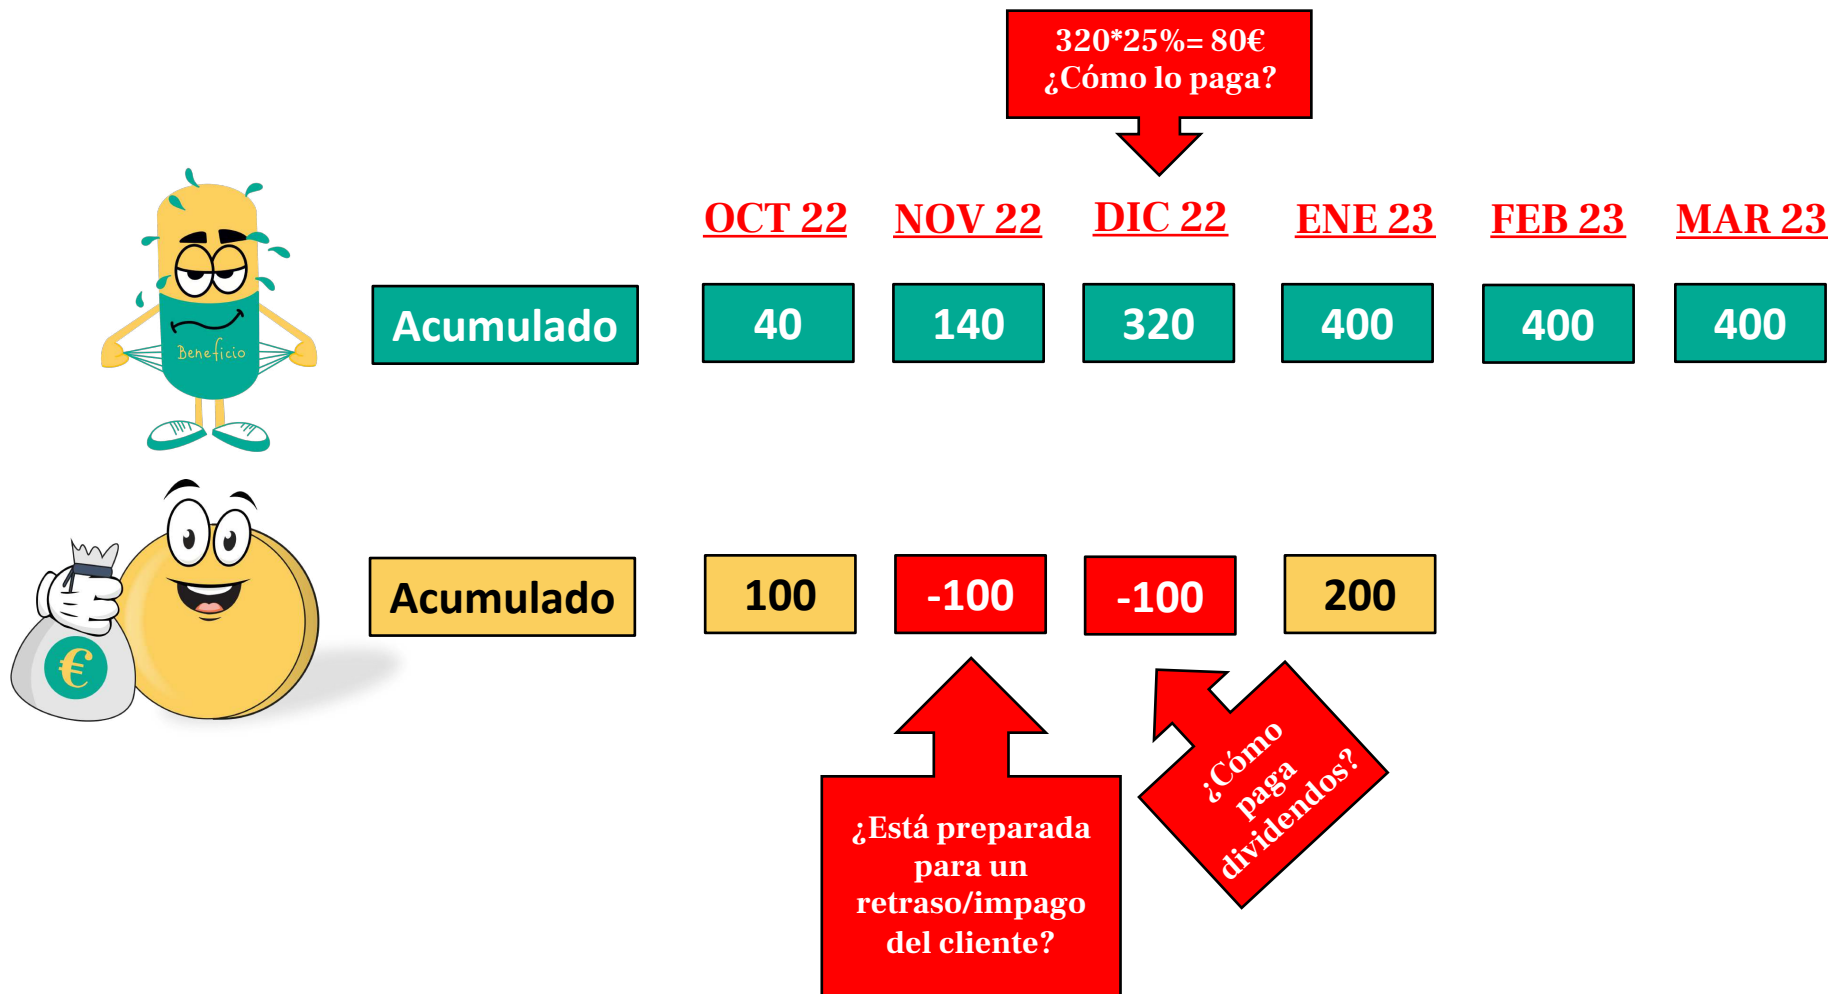 320*25%= 80€
¿Cómo lo paga?
OCT 22 NOV 22 DIC 22 ENE 23 FEB 23 MAR 23
Beneficio
Acumulado 40 140 320 400 400 400
€
Acumulado 100 -100 -100 200
¿Cómo
paga
dividendos?
¿Está preparada
para un
retraso/impago
del cliente?